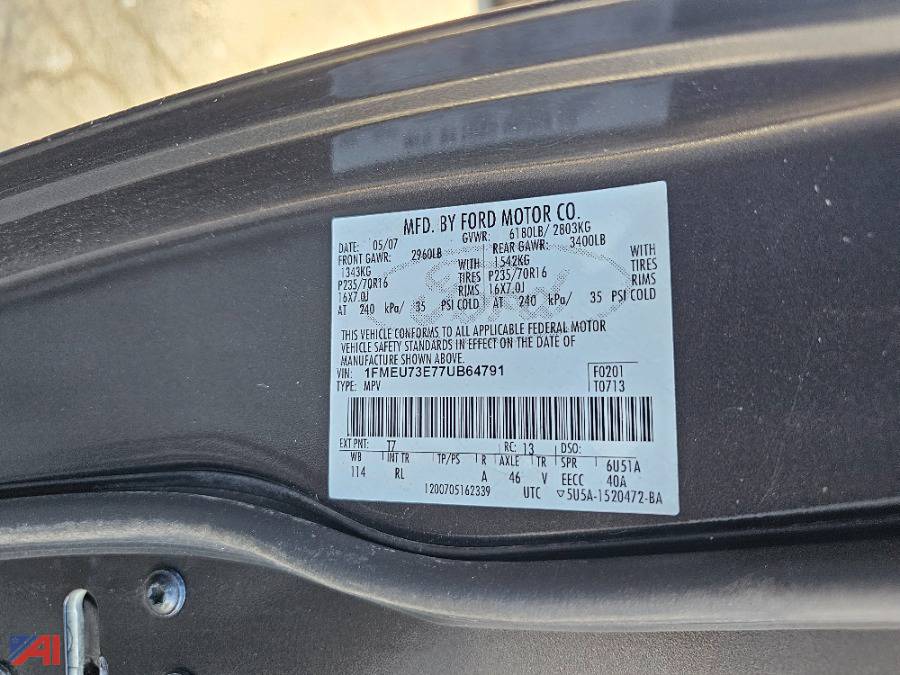 MFD. BY FORD MOTOR CO.
DATE: 05/07 GVWR: 6180LB/ 2803KG
FRONT GAWR: 2960LB REAR GAWR: 3400LB
1343KG WITH 1542KG WITH
P235/70R16 TIRES P235/70R16 TIRES
16X7.0J RIMS 16X7.0J RIMS
AT 240 kPa/ 35 PSI COLD AT 240 kPa/ 35 PSI COLD
THIS VEHICLE CONFORMS TO ALL APPLICABLE FEDERAL MOTOR
VEHICLE SAFETY STANDARDS IN EFFECT ON THE DATE OF
MANUFACTURE SHOWN ABOVE.
VIN: 1FMEU73E77UB64791 F0201
TYPE: MPV T0713
EXT PNT: T7 RC: 13 DSO:
WB INT TR TP/PS R AXLE TR SPR 6U51A
114 RL A 46 V EECC 40A
1200705162339 UTC ▽5U5A-1520472-BA
AI